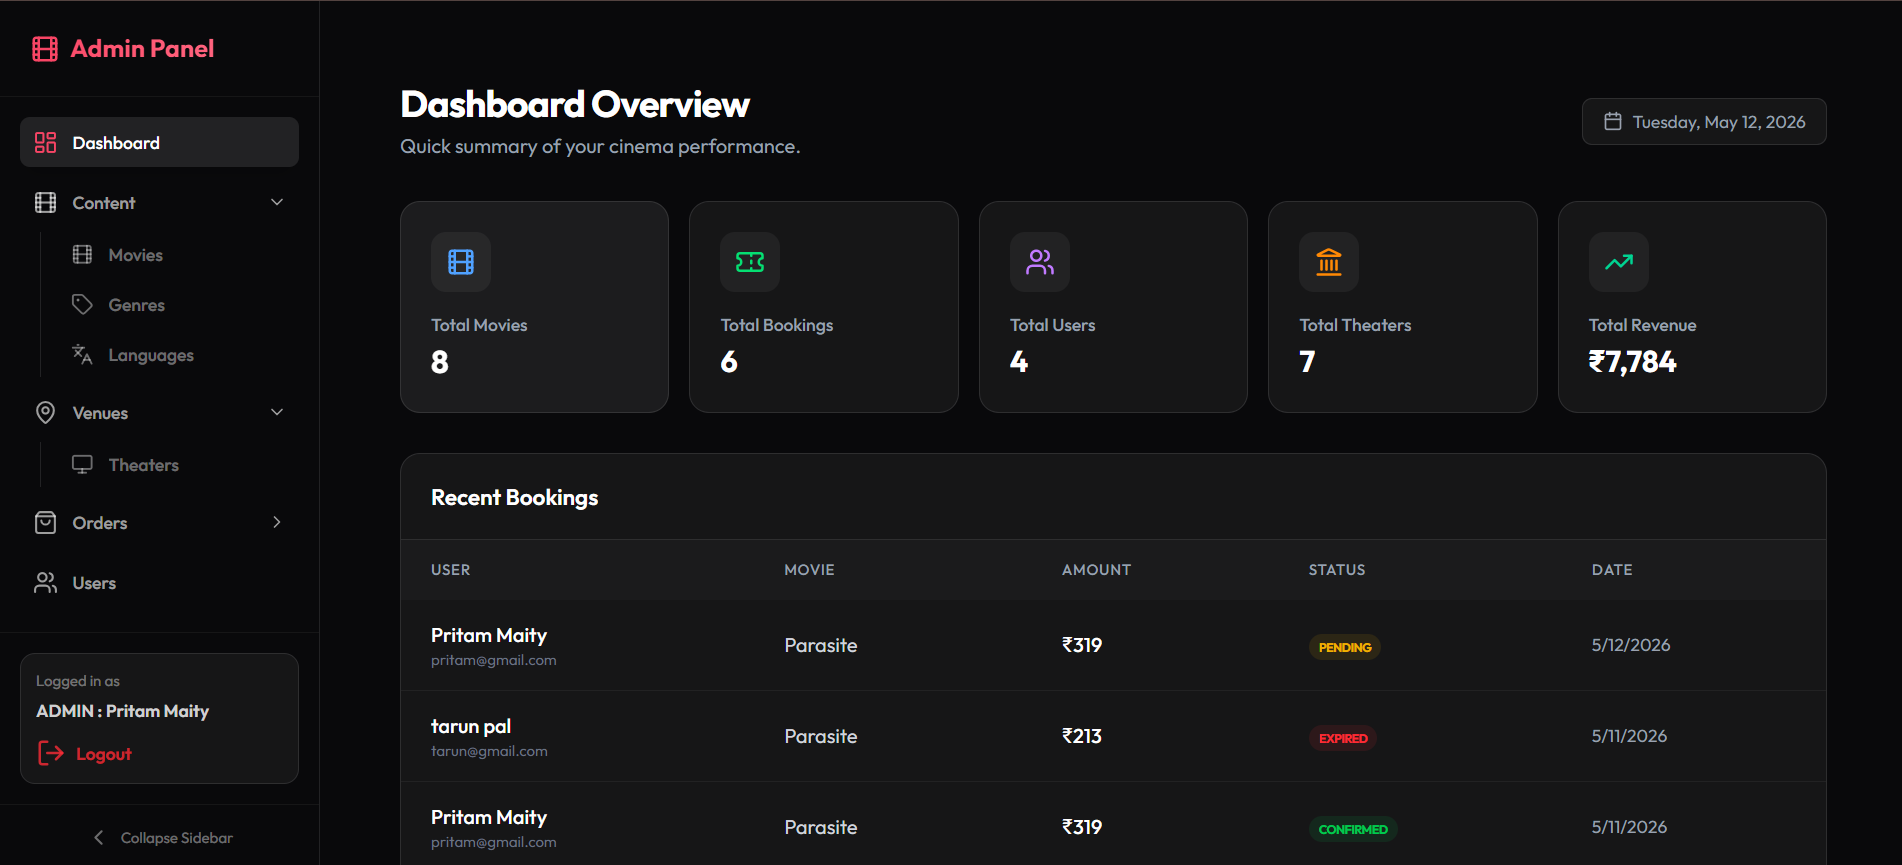 Admin Panel
Dashboard
Content
Movies
Genres
Languages
Venues
Theaters
Orders
Users
Logged in as
ADMIN : Pritam Maity
Logout
Collapse Sidebar
Dashboard Overview
Quick summary of your cinema performance.
Tuesday, May 12, 2026
Total Movies
8
Total Bookings
6
Total Users
4
Total Theaters
7
Total Revenue
₹7,784
Recent Bookings
USER MOVIE AMOUNT STATUS DATE
Pritam Maity Parasite ₹319 PENDING 5/12/2026
pritam@gmail.com
tarun pal Parasite ₹213 EXPIRED 5/11/2026
tarun@gmail.com
Pritam Maity Parasite ₹319 CONFIRMED 5/11/2026
pritam@gmail.com